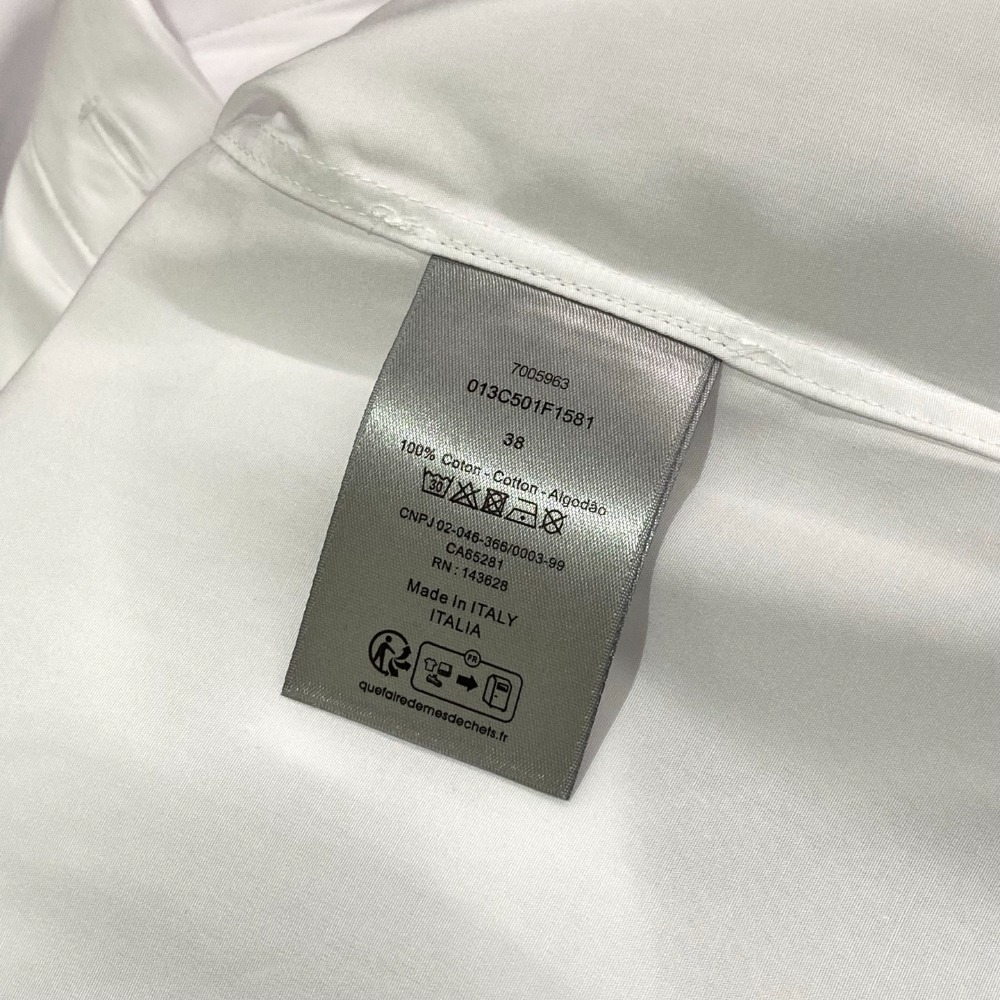 7005963
013C501F1581
38
100% Coton - Cotton - Algodão
30
CNPJ 02-046-366/0003-99
CA65281
RN : 143628
Made in ITALY
ITALIA
FR
quefairedemesdechets.fr